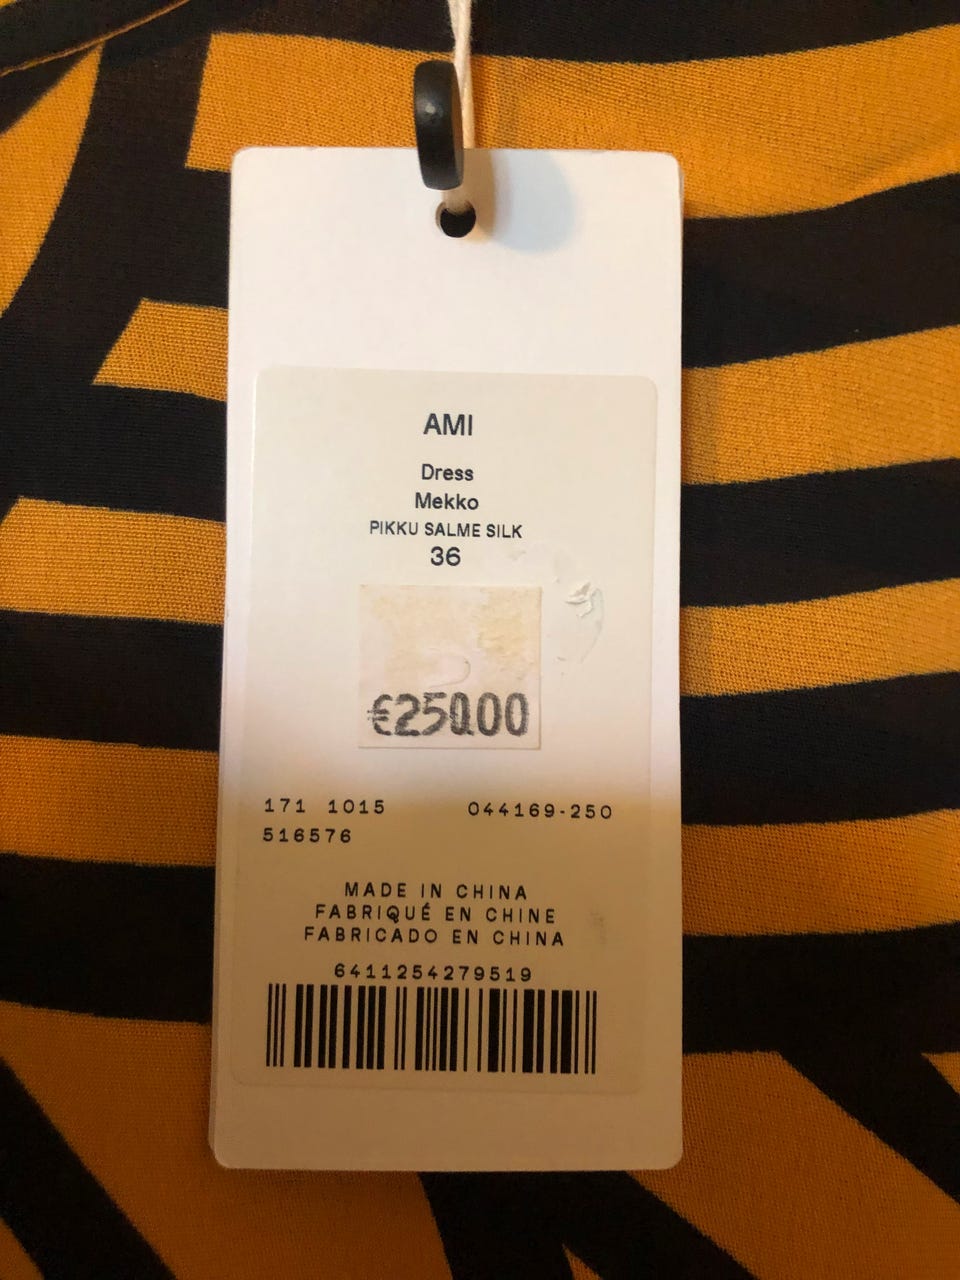 AMI
Dress
Mekko
PIKKU SALME SILK
36
€250.00
171 1015 044169-250
516576
MADE IN CHINA
FABRIQUÉ EN CHINE
FABRICADO EN CHINA
6411254279519